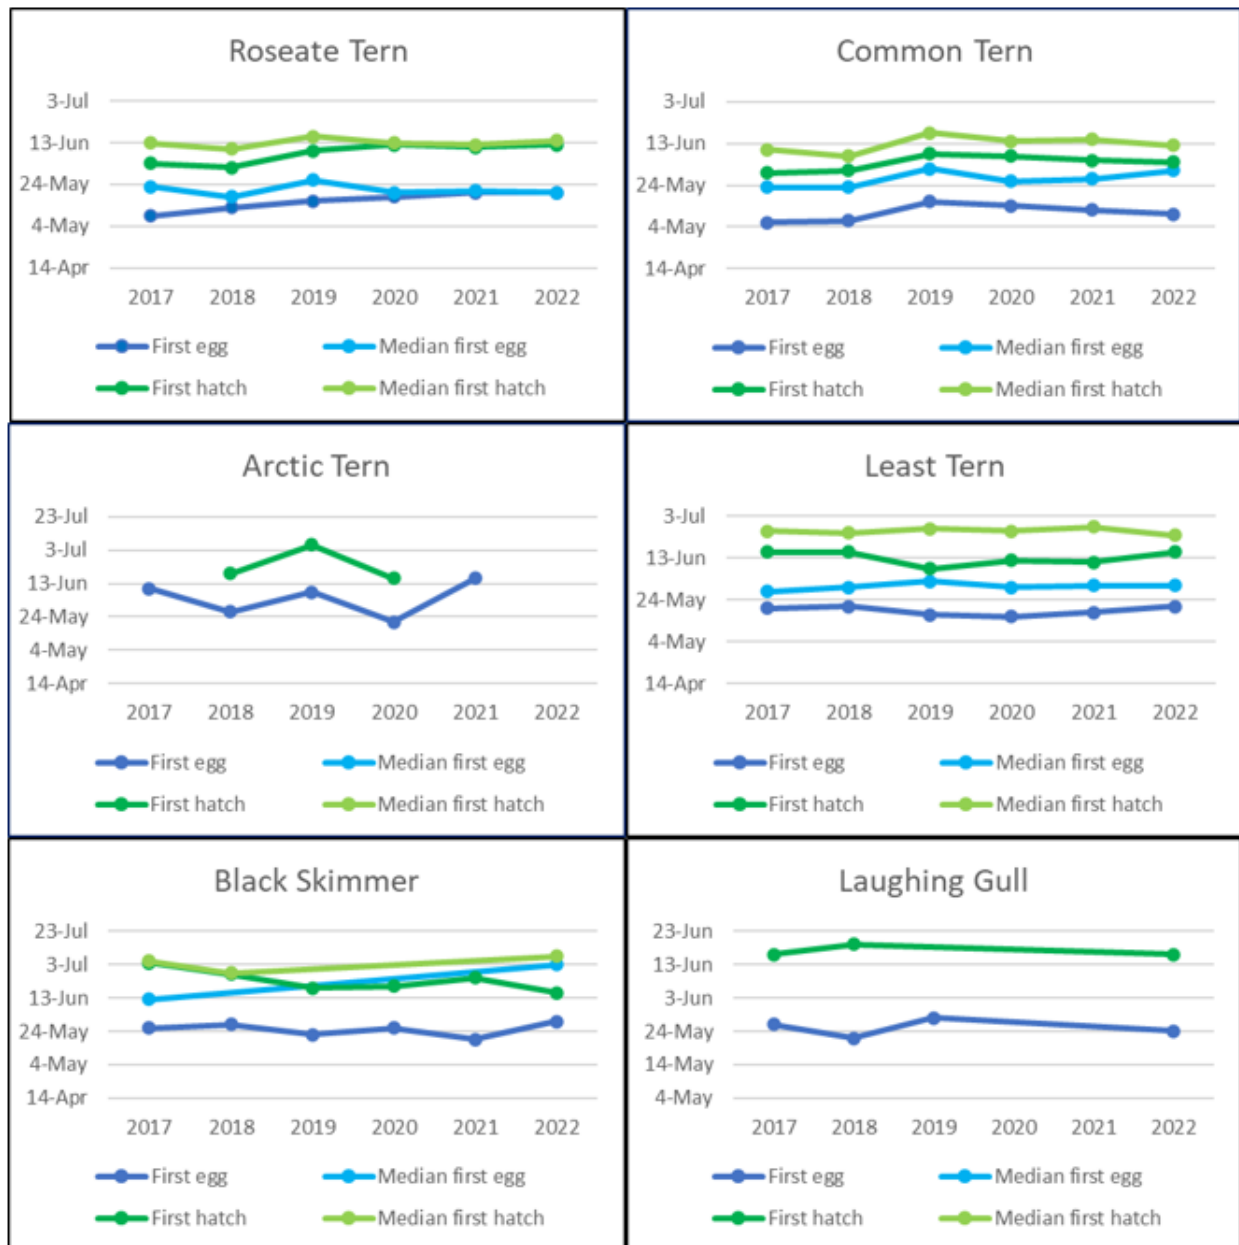 Roseate Tern
3-Jul
13-Jun
24-May
4-May
14-Apr
2017 2018 2019 2020 2021 2022
First egg Median first egg
First hatch Median first hatch
Common Tern
3-Jul
13-Jun
24-May
4-May
14-Apr
2017 2018 2019 2020 2021 2022
First egg Median first egg
First hatch Median first hatch
Arctic Tern
23-Jul
3-Jul
13-Jun
24-May
4-May
14-Apr
2017 2018 2019 2020 2021 2022
First egg Median first egg
First hatch Median first hatch
Least Tern
3-Jul
13-Jun
24-May
4-May
14-Apr
2017 2018 2019 2020 2021 2022
First egg Median first egg
First hatch Median first hatch
Black Skimmer
23-Jul
3-Jul
13-Jun
24-May
4-May
14-Apr
2017 2018 2019 2020 2021 2022
First egg Median first egg
First hatch Median first hatch
Laughing Gull
23-Jun
13-Jun
3-Jun
24-May
14-May
4-May
2017 2018 2019 2020 2021 2022
First egg Median first egg
First hatch Median first hatch